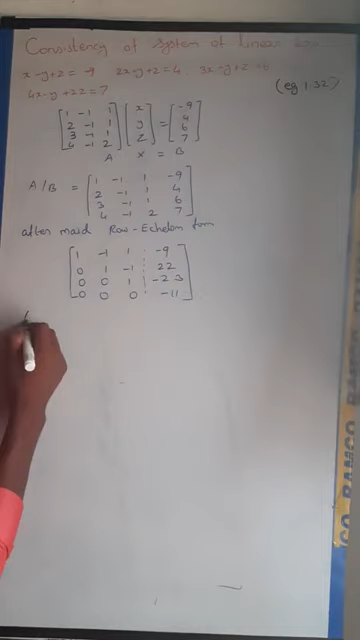 Consistency of System of Linear
x - y + z = -9 2x - y + z = 4, 3x - y + z = 6
4x - y + 2z = 7 (eg 1.32)
[1 -1 1] [x] [-9]
[2 -1 1] [y] = [4]
[3 -1 1] [z] [6]
[4 -1 2] [7]
A X = B
A/B = [1 -1 1 -9]
[2 -1 1 4]
[3 -1 1 6]
[4 -1 2 7]
after Row-Echelon form
[1 -1 1 : -9]
[0 1 -1 : 22]
[0 0 1 : -23]
[0 0 0 : -11]
RAMCO